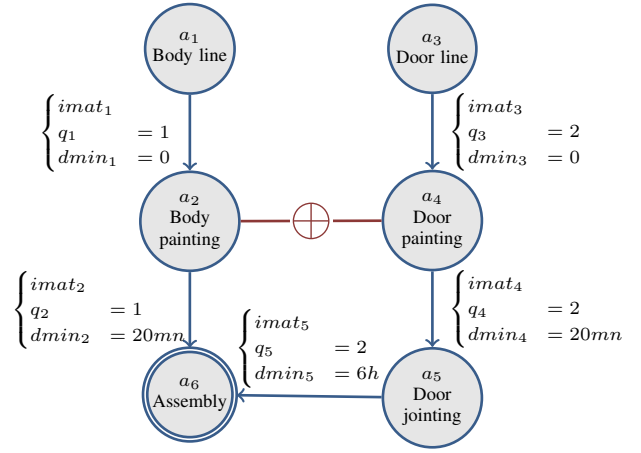 a₁
Body line
a₃
Door line
imat₁
q₁ = 1
dmin₁ = 0
imat₃
q₃ = 2
dmin₃ = 0
a₂
Body
painting
a₄
Door
painting
imat₂
q₂ = 1
dmin₂ = 20mn
imat₅
q₅ = 2
dmin₅ = 6h
imat₄
q₄ = 2
dmin₄ = 20mn
a₆
Assembly
a₅
Door
jointing